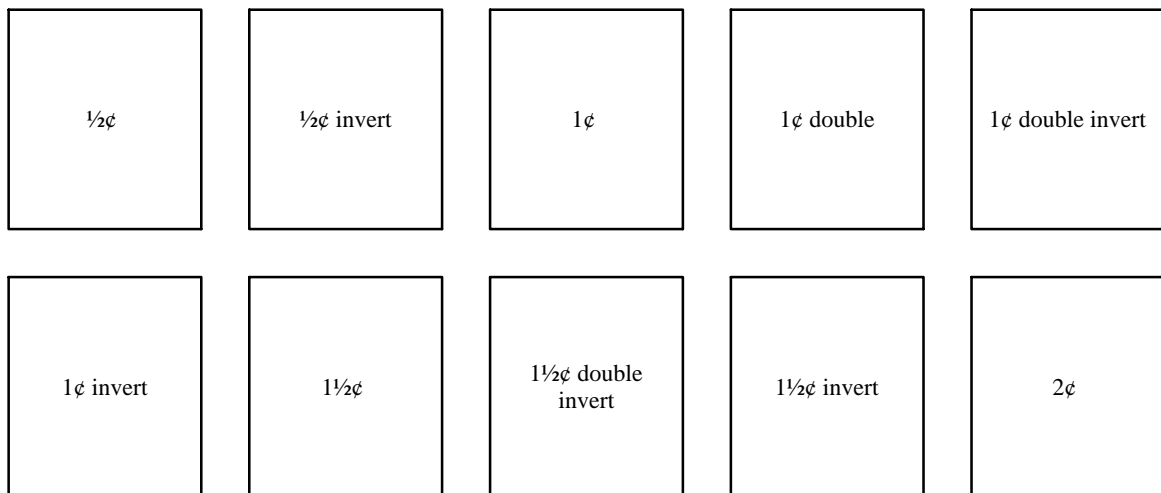 ½¢
½¢ invert
1¢
1¢ double
1¢ double invert
1¢ invert
1½¢
1½¢ double
invert
1½¢ invert
2¢